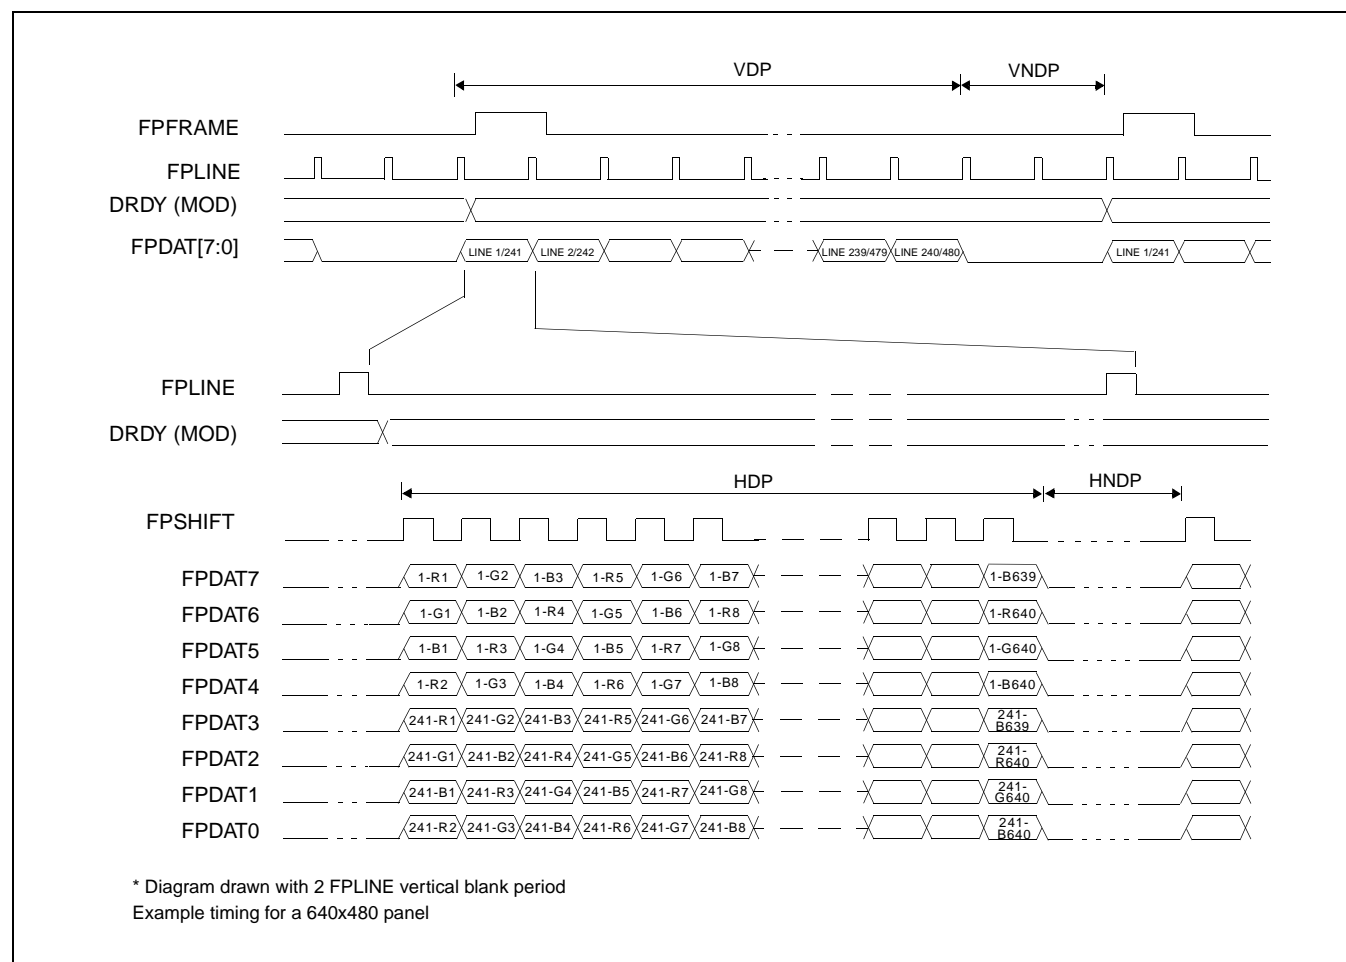 VDP VNDP
FPFRAME
FPLINE
DRDY (MOD)
FPDAT[7:0] LINE 1/241 LINE 2/242 LINE 239/479 LINE 240/480 LINE 1/241
FPLINE
DRDY (MOD)
HDP HNDP
FPSHIFT
FPDAT7 1-R1 1-G2 1-B3 1-R5 1-G6 1-B7 1-B639
FPDAT6 1-G1 1-B2 1-R4 1-G5 1-B6 1-R8 1-R640
FPDAT5 1-B1 1-R3 1-G4 1-B5 1-R7 1-G8 1-G640
FPDAT4 1-R2 1-G3 1-B4 1-R6 1-G7 1-B8 1-B640
FPDAT3 241-R1 241-G2 241-B3 241-R5 241-G6 241-B7 241-B639
FPDAT2 241-G1 241-B2 241-R4 241-G5 241-B6 241-R8 241-R640
FPDAT1 241-B1 241-R3 241-G4 241-B5 241-R7 241-G8 241-G640
FPDAT0 241-R2 241-G3 241-B4 241-R6 241-G7 241-B8 241-B640
* Diagram drawn with 2 FPLINE vertical blank period
Example timing for a 640x480 panel